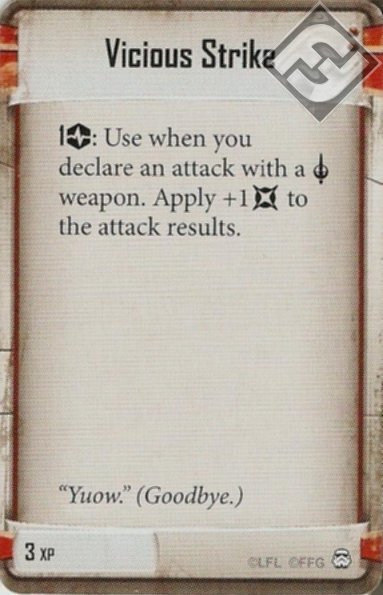 Vicious Strike
1: Use when you
declare an attack with a
weapon. Apply +1 to
the attack results.
“Yuow.” (Goodbye.)
3 XP
©LFL ©FFG